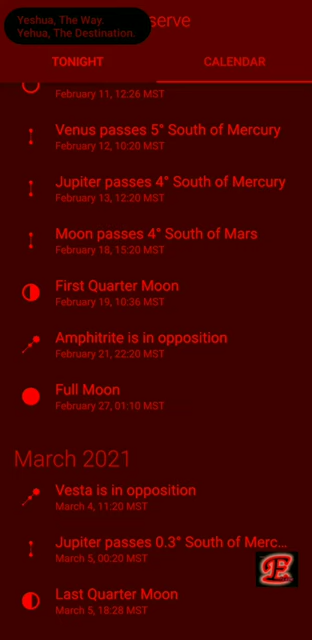 Yeshua, The Way.
Yehua, The Destination.
serve
TONIGHT
CALENDAR
February 11, 12:26 MST
Venus passes 5° South of Mercury
February 12, 10:20 MST
Jupiter passes 4° South of Mercury
February 13, 12:20 MST
Moon passes 4° South of Mars
February 18, 15:20 MST
First Quarter Moon
February 19, 10:36 MST
Amphitrite is in opposition
February 21, 22:20 MST
Full Moon
February 27, 01:10 MST
March 2021
Vesta is in opposition
March 4, 11:20 MST
Jupiter passes 0.3° South of Merc...
March 5, 00:20 MST
Last Quarter Moon
March 5, 18:28 MST